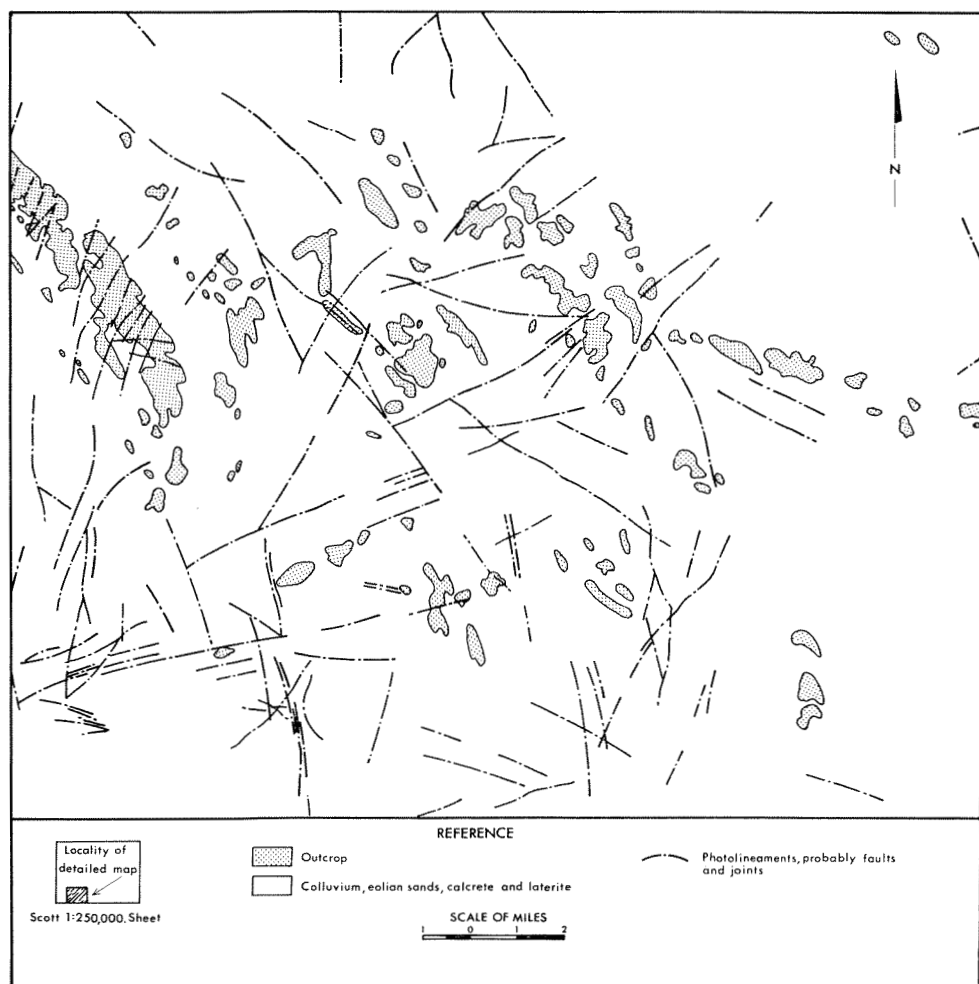 N
REFERENCE
Locality of
detailed map
Scott 1:250,000. Sheet
Outcrop
Colluvium, eolian sands, calcrete and laterite
Photolineaments, probably faults
and joints
SCALE OF MILES
1 0 1 2